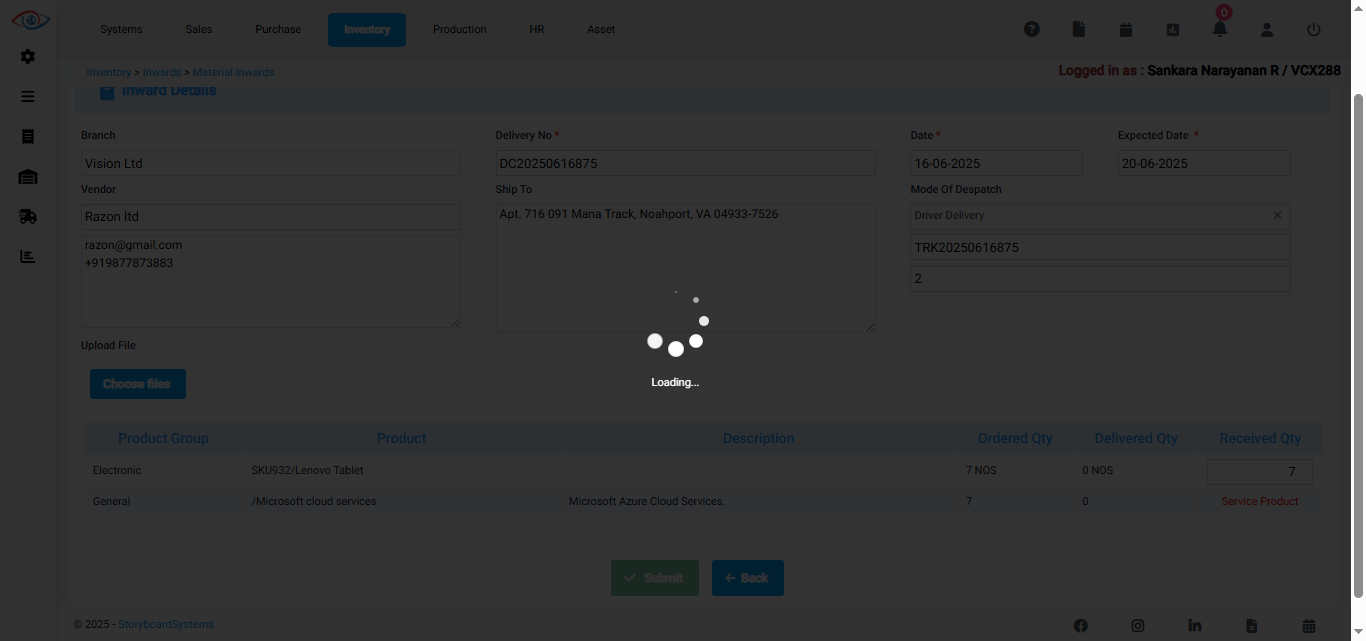 Systems Sales Purchase Inventory Production HR Asset 0
Inventory > Inwards > Material Inwards Logged in as : Sankara Narayanan R / VCX288
Inward Details
Branch Delivery No * Date * Expected Date *
Vision Ltd DC20250616875 16-06-2025 20-06-2025
Vendor Ship To Mode Of Despatch
Razon ltd Apt. 716 091 Mana Track, Noahport, VA 04933-7526 Driver Delivery ×
razon@gmail.com TRK20250616875
+919877873883
2
Upload File
Choose files
Loading...
Product Group Product Description Ordered Qty Delivered Qty Received Qty
Electronic SKU932/Lenovo Tablet 7 NOS 0 NOS 7
General /Microsoft cloud services Microsoft Azure Cloud Services. 7 0 Service Product
Submit Back
© 2025 - StoryboardSystems